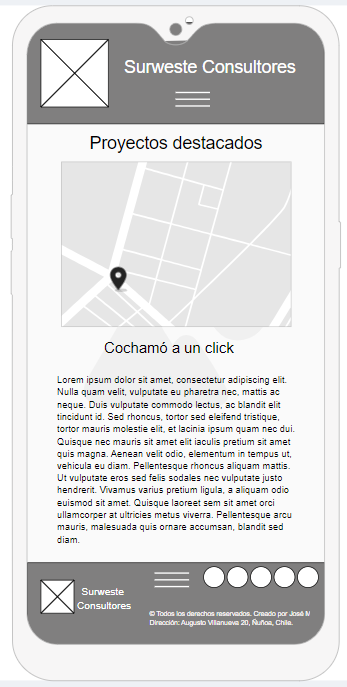 Surweste Consultores
Proyectos destacados
Cochamó a un click
Lorem ipsum dolor sit amet, consectetur adipiscing elit.
Nulla quam velit, vulputate eu pharetra nec, mattis ac
neque. Duis vulputate commodo lectus, ac blandit elit
tincidunt id. Sed rhoncus, tortor sed eleifend tristique,
tortor mauris molestie elit, et lacinia ipsum quam nec dui.
Quisque nec mauris sit amet elit iaculis pretium sit amet
quis magna. Aenean velit odio, elementum in tempus ut,
vehicula eu diam. Pellentesque rhoncus aliquam mattis.
Ut vulputate eros sed felis sodales nec vulputate justo
hendrerit. Vivamus varius pretium ligula, a aliquam odio
euismod sit amet. Quisque laoreet sem sit amet orci
ullamcorper at ultricies metus viverra. Pellentesque arcu
mauris, malesuada quis ornare accumsan, blandit sed
diam.
Surweste
Consultores
© Todos los derechos reservados. Creado por José
Dirección: Augusto Villanueva 20, Ñuñoa, Chile.